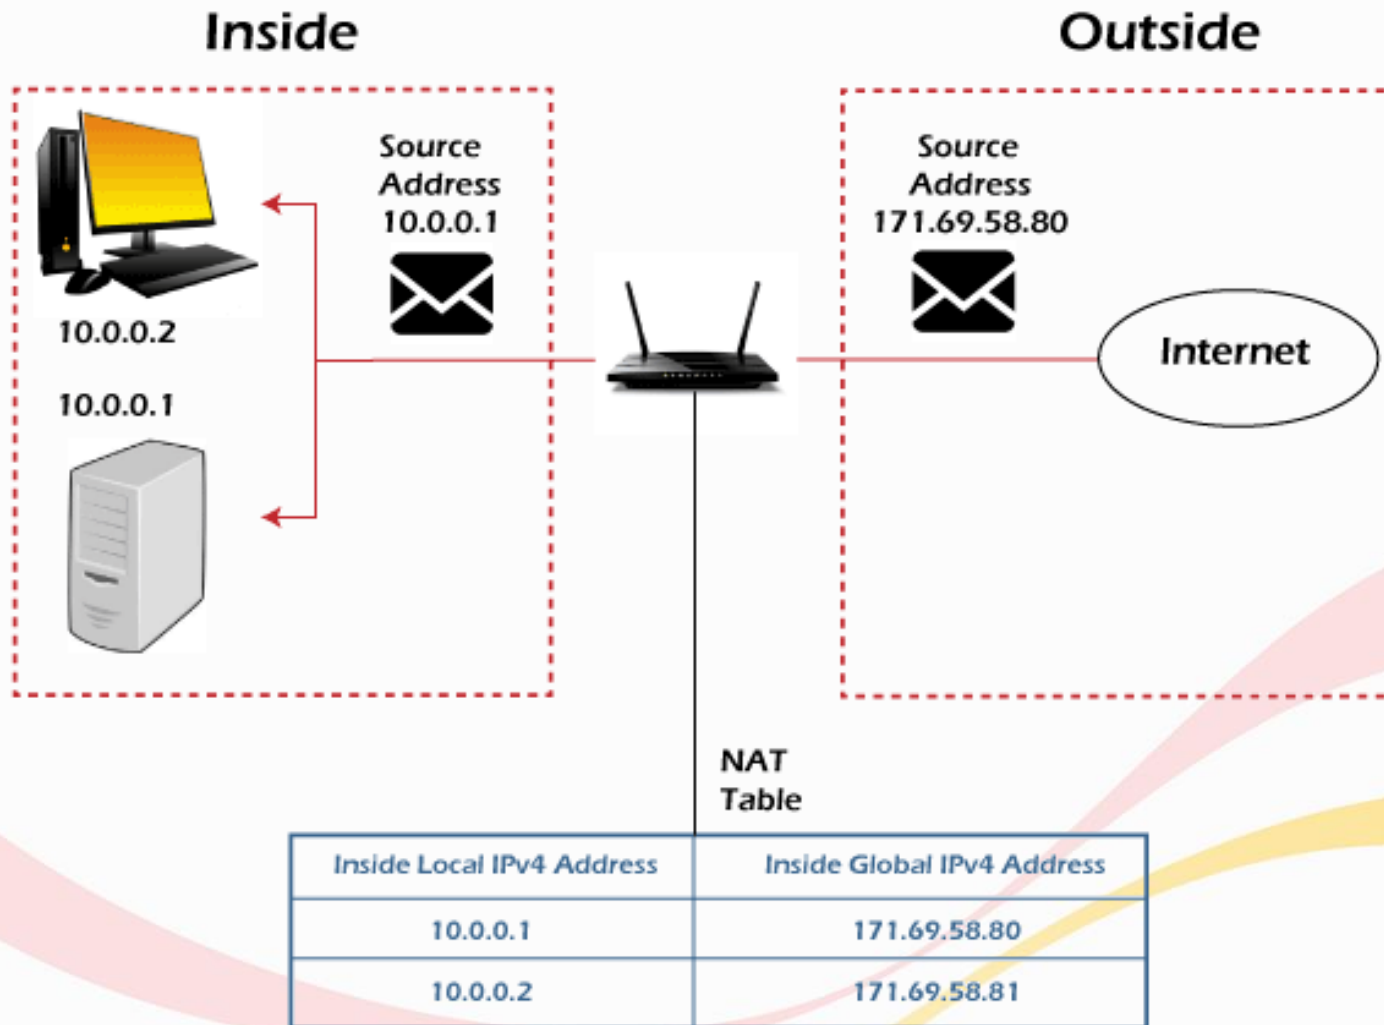 Inside
Outside
Source
Address
10.0.0.1
Source
Address
171.69.58.80
10.0.0.2
10.0.0.1
Internet
NAT
Table
Inside Local IPv4 Address
Inside Global IPv4 Address
10.0.0.1
171.69.58.80
10.0.0.2
171.69.58.81